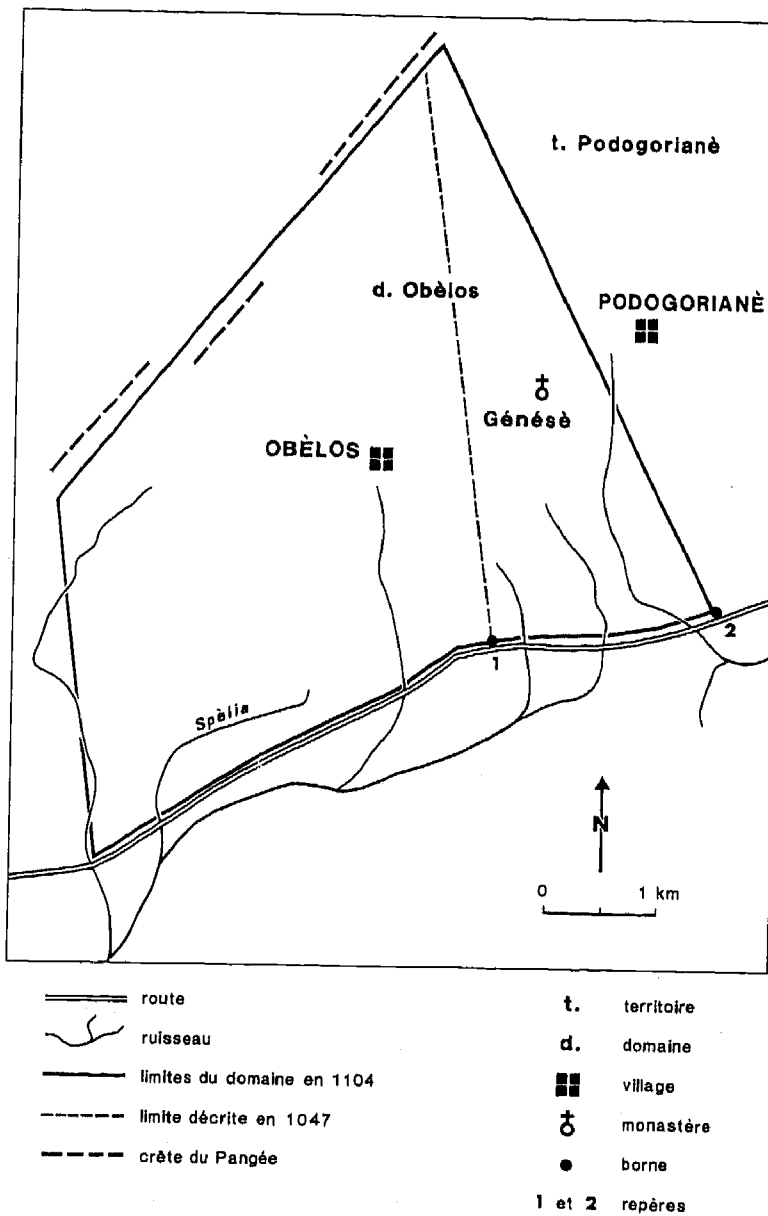 t. Podogorianè
d. Obèlos
PODOGORIANÈ
Génésè
OBÈLOS
2
1
Spèlia
N
0 1 km
route
ruisseau
limites du domaine en 1104
limite décrite en 1047
crête du Pangée
t. territoire
d. domaine
village
monastère
borne
1 et 2 repères